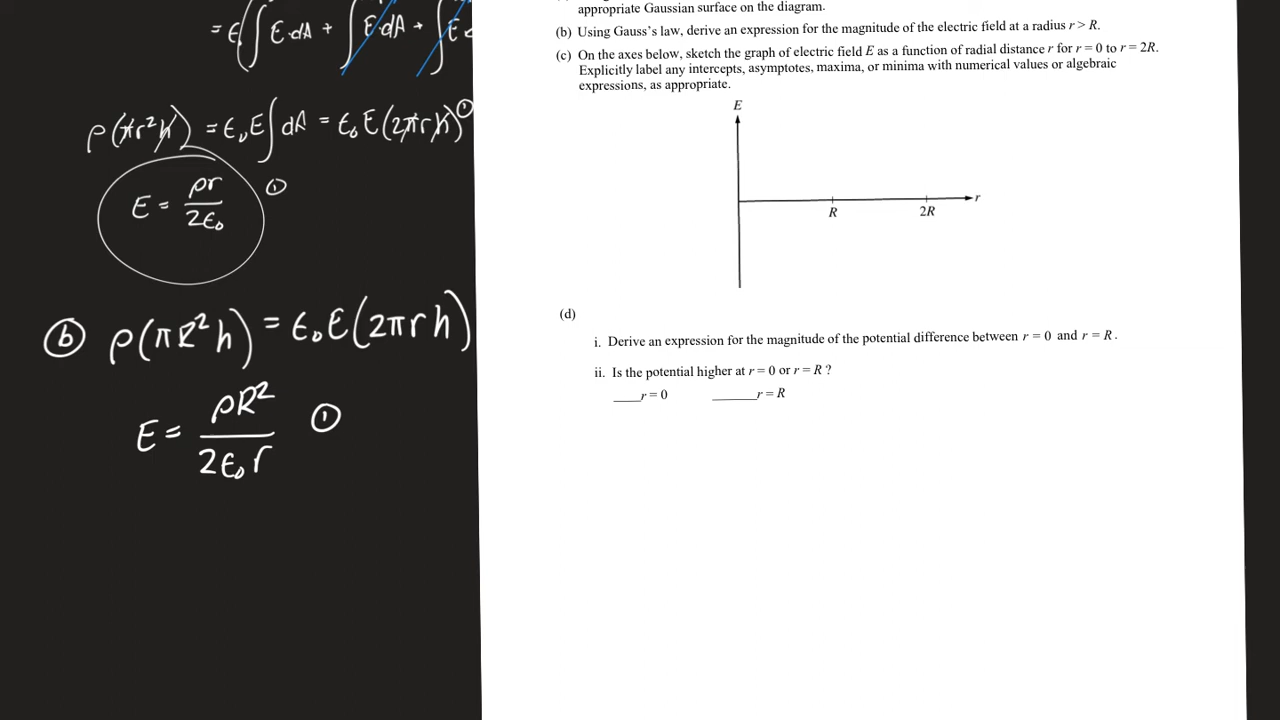 = ϵ(∫ E·dA + ∫ E·dA + ∫ E
ρ(πr²h) = ϵ₀E∫dA = ϵ₀E(2πrh) ①
E = ρr / 2ϵ₀ ①
ⓑ ρ(πR²h) = ϵ₀E(2πrh)
E = ρR² / 2ϵ₀r ①
appropriate Gaussian surface on the diagram.
(b) Using Gauss's law, derive an expression for the magnitude of the electric field at a radius r > R.
(c) On the axes below, sketch the graph of electric field E as a function of radial distance r for r = 0 to r = 2R.
Explicitly label any intercepts, asymptotes, maxima, or minima with numerical values or algebraic
expressions, as appropriate.
E
r
R 2R
(d)
i. Derive an expression for the magnitude of the potential difference between r = 0 and r = R.
ii. Is the potential higher at r = 0 or r = R ?
____r = 0 ______r = R